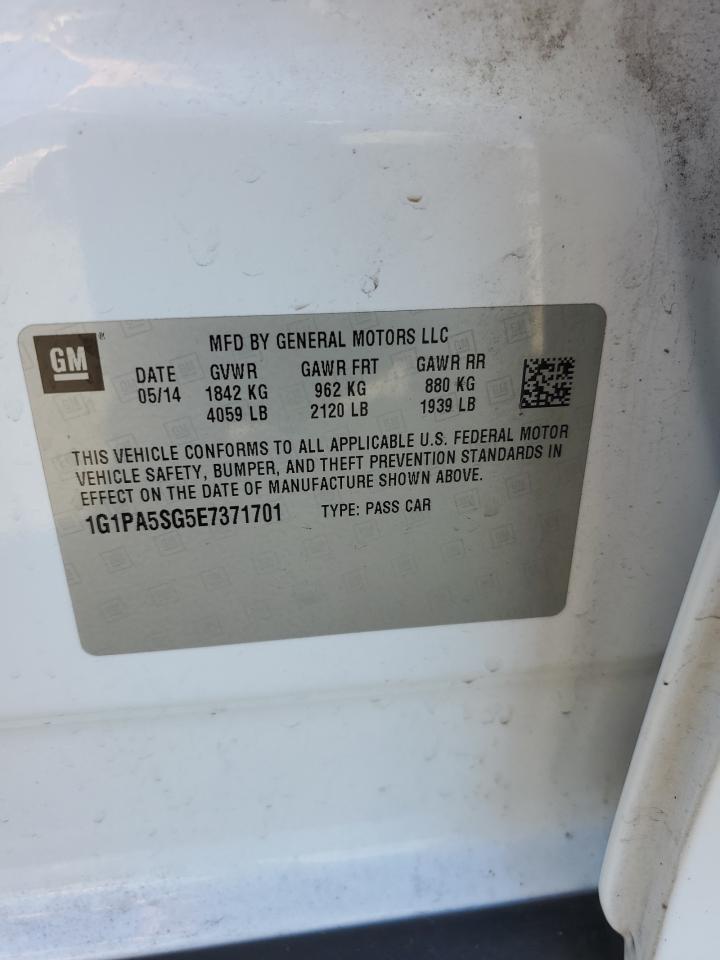 GM
MFD BY GENERAL MOTORS LLC
DATE GVWR GAWR FRT GAWR RR
05/14 1842 KG 962 KG 880 KG
4059 LB 2120 LB 1939 LB
THIS VEHICLE CONFORMS TO ALL APPLICABLE U.S. FEDERAL MOTOR
VEHICLE SAFETY, BUMPER, AND THEFT PREVENTION STANDARDS IN
EFFECT ON THE DATE OF MANUFACTURE SHOWN ABOVE.
1G1PA5SG5E7371701 TYPE: PASS CAR